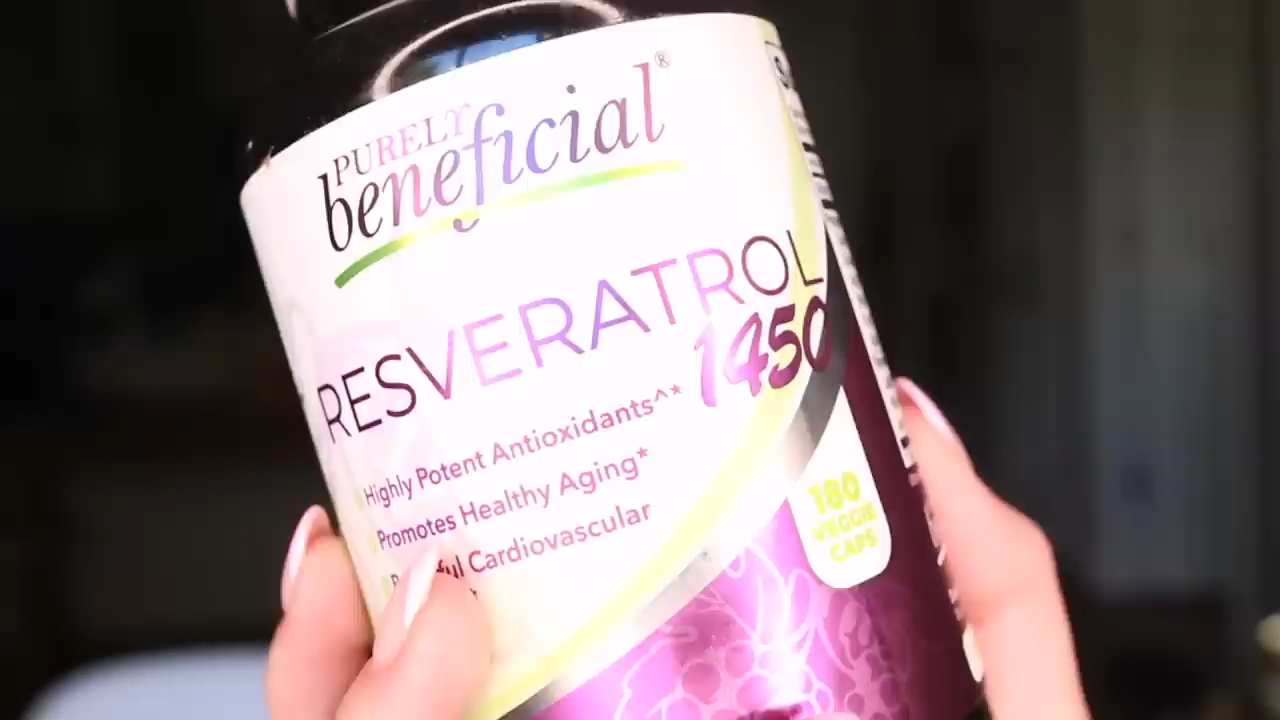 PURELY
beneficial®
RESVERATROL
1450
Highly Potent Antioxidants^*
Promotes Healthy Aging*
Cardiovascular
180
VEGGIE
CAPS